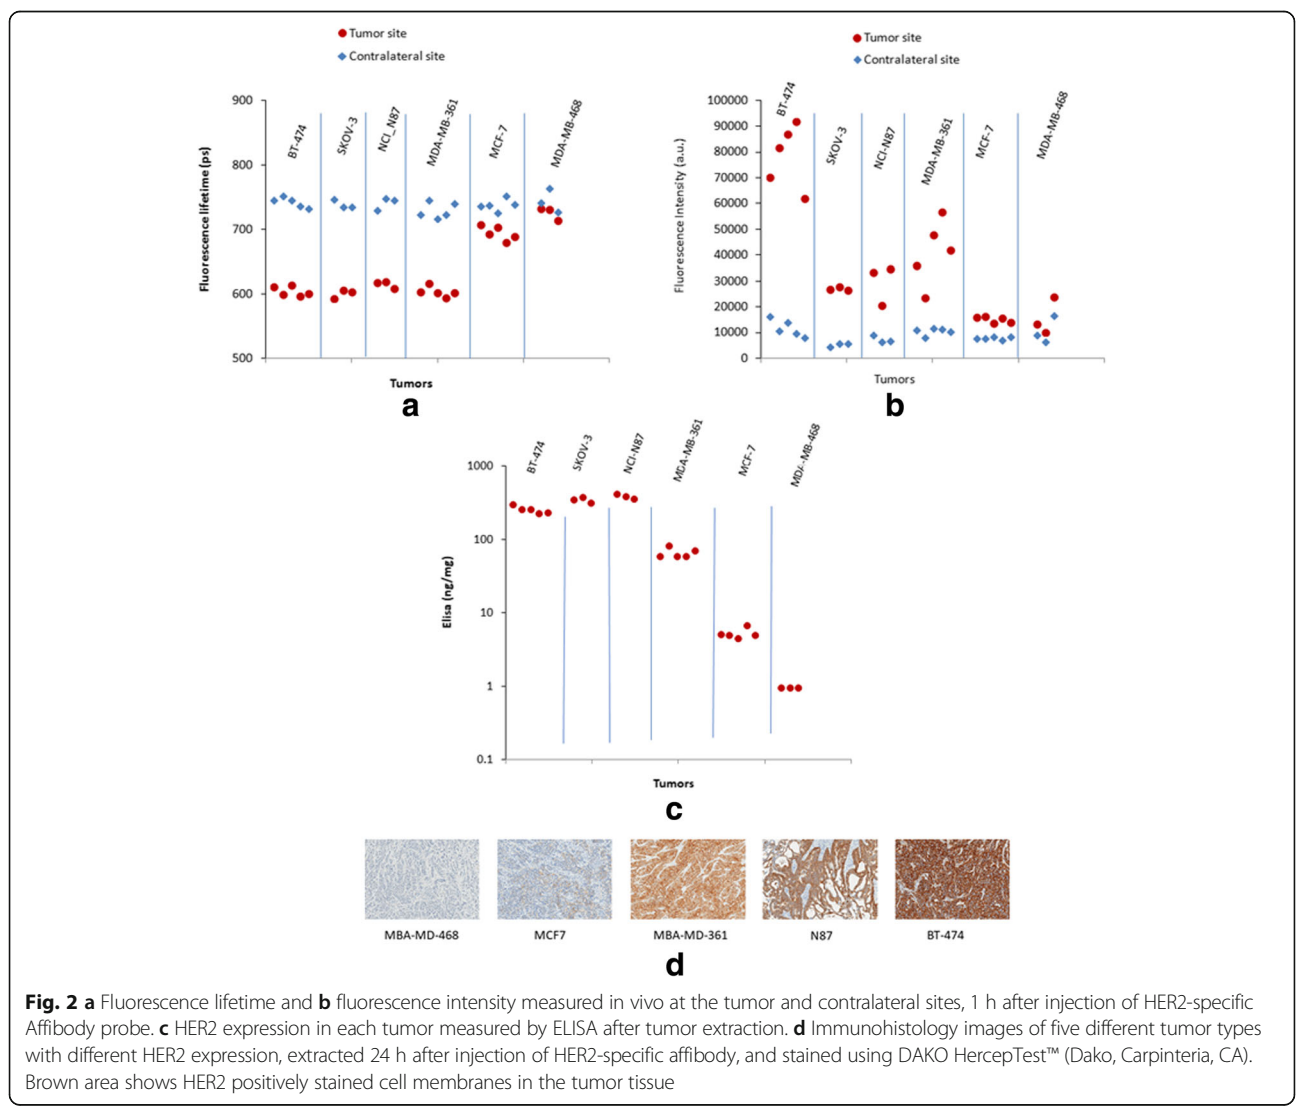 Tumor site
Contralateral site
900
800
700
600
500
Fluorescence lifetime (ps)
BT-474
SKOV-3
NCI_N87
MDA-MB-361
MCF-7
MDA-MB-468
Tumors
a
Tumor site
Contralateral site
100000
90000
80000
70000
60000
50000
40000
30000
20000
10000
0
Fluorescence Intensity (a.u.)
BT-474
SKOV-3
NCI-N87
MDA-MB-361
MCF-7
MDA-MB-468
Tumors
b
1000
100
10
1
0.1
Elisa (ng/mg)
BT-474
SKOV-3
NCI-N87
MDA-MB-361
MCF-7
MDA-MB-468
Tumors
c
MBA-MD-468
MCF7
MBA-MD-361
N87
BT-474
d
Fig. 2 a Fluorescence lifetime and b fluorescence intensity measured in vivo at the tumor and contralateral sites, 1 h after injection of HER2-specific
Affibody probe. c HER2 expression in each tumor measured by ELISA after tumor extraction. d Immunohistology images of five different tumor types
with different HER2 expression, extracted 24 h after injection of HER2-specific affibody, and stained using DAKO HercepTest™ (Dako, Carpinteria, CA).
Brown area shows HER2 positively stained cell membranes in the tumor tissue